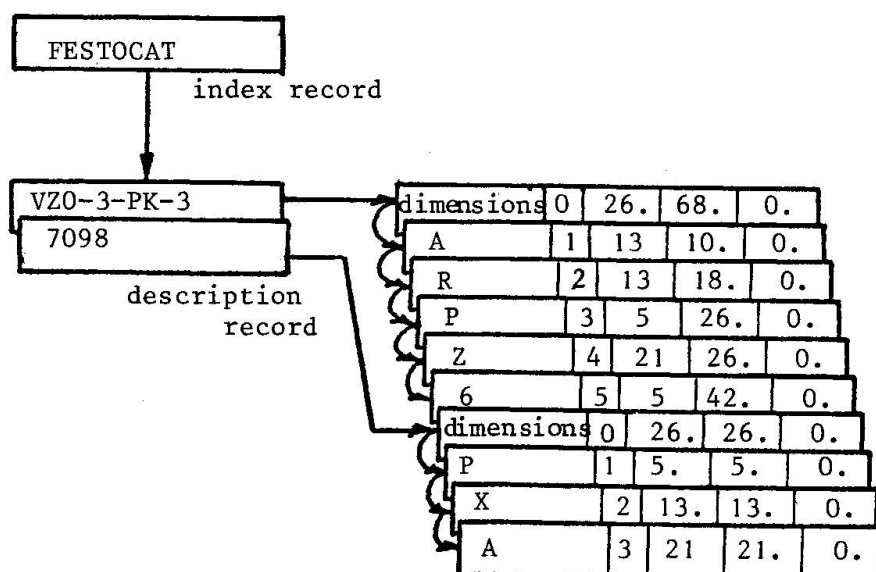 FESTOCAT
index record
VZO-3-PK-3
7098
description
record
dimensions 0 26. 68. 0.
A 1 13 10. 0.
R 2 13 18. 0.
P 3 5 26. 0.
Z 4 21 26. 0.
6 5 5 42. 0.
dimensions 0 26. 26. 0.
P 1 5. 5. 0.
X 2 13. 13. 0.
A 3 21 21. 0.